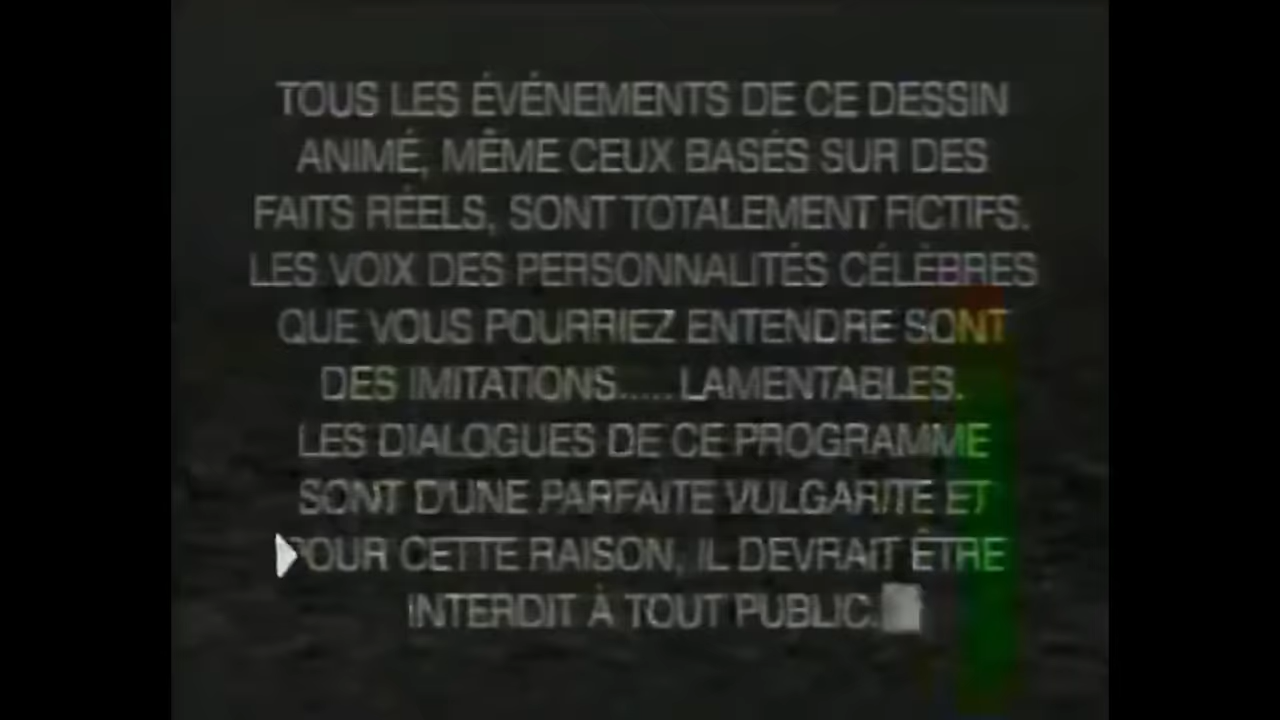 TOUS LES ÉVÉNEMENTS DE CE DESSIN
ANIMÉ, MÊME CEUX BASÉS SUR DES
FAITS RÉELS, SONT TOTALEMENT FICTIFS.
LES VOIX DES PERSONNALITÉS CÉLÈBRES
QUE VOUS POURRIEZ ENTENDRE SONT
DES IMITATIONS..... LAMENTABLES.
LES DIALOGUES DE CE PROGRAMME
SONT D'UNE PARFAITE VULGARITE ET
POUR CETTE RAISON, IL DEVRAIT ÊTRE
INTERDIT À TOUT PUBLIC.